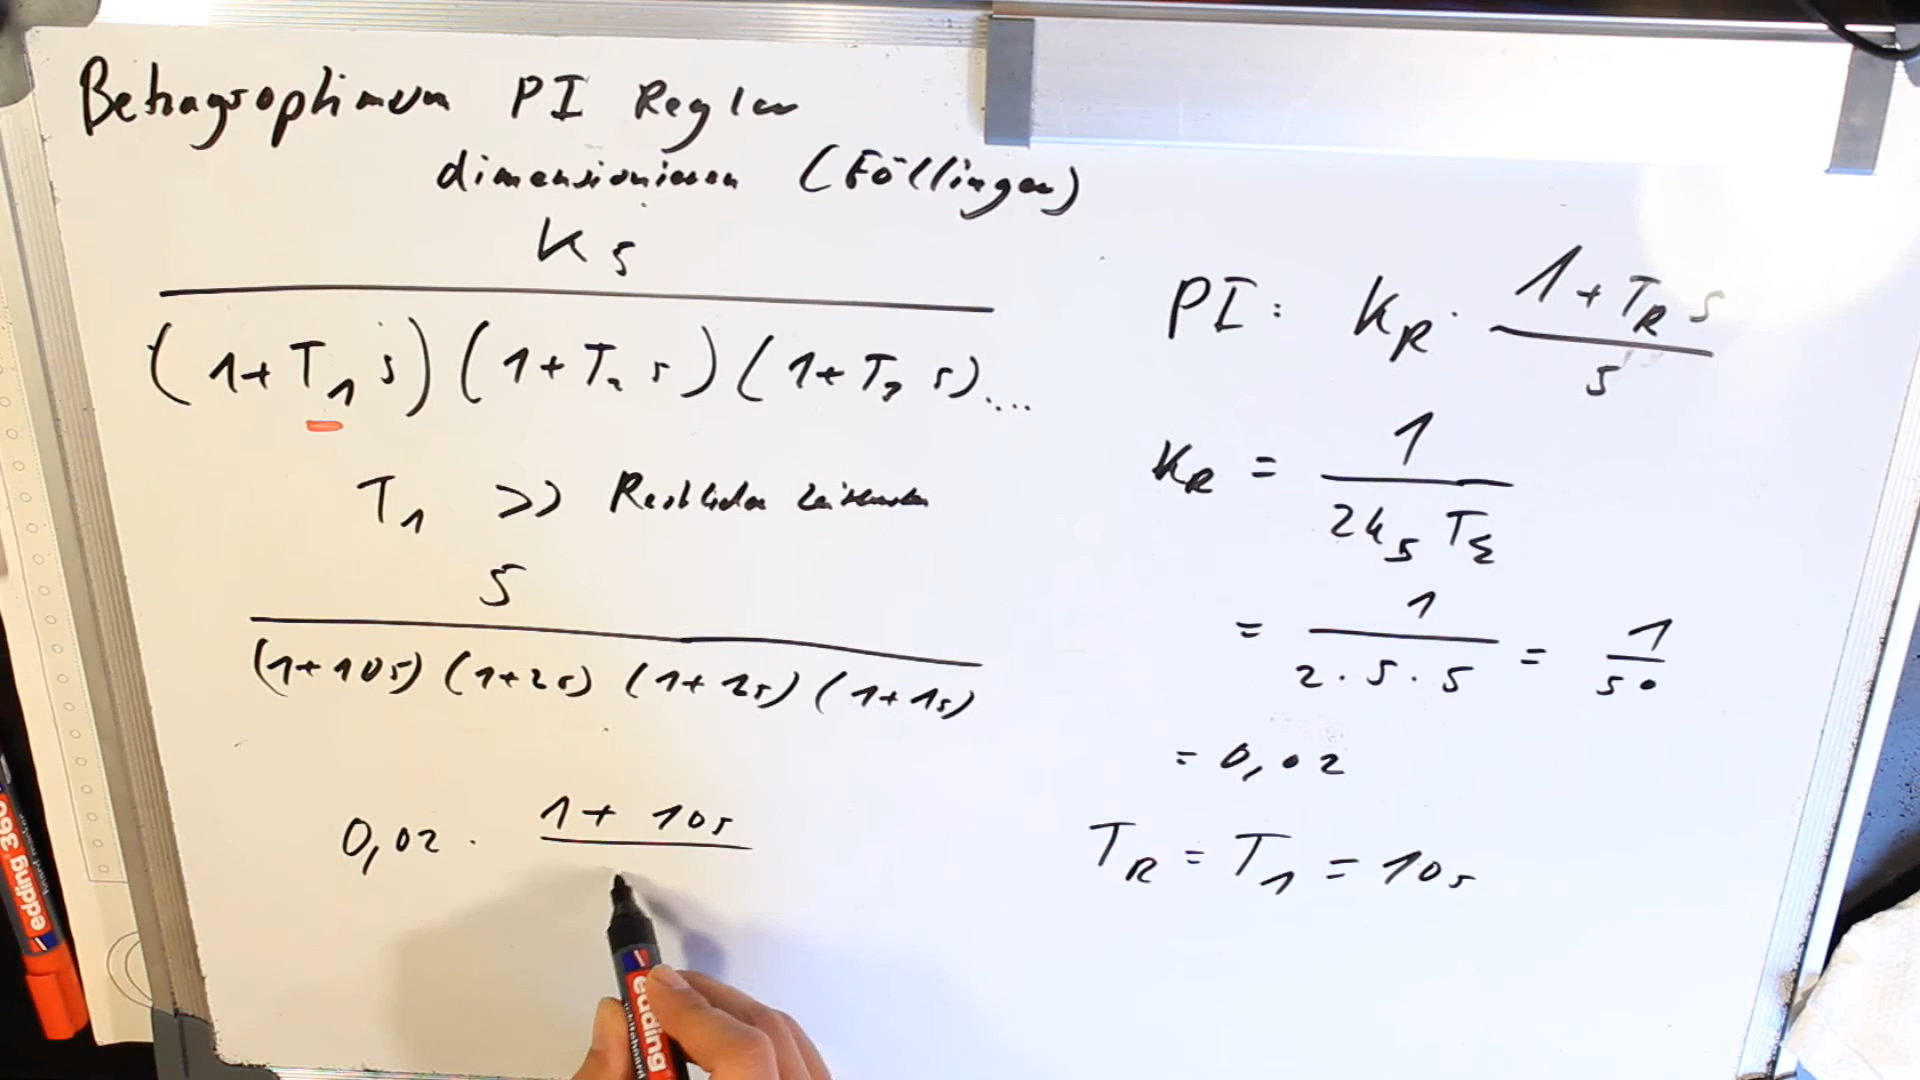 Betragsoptimum PI Regler
dimensionieren (Föllinger)
K s
(1+T1 s)(1+T2 s)(1+T3 s)....
T1 >> Restlichen Zeitkonstanten
5
(1+10s)(1+2s)(1+2s)(1+1s)
0,02 · 1+10s
PI: KR · 1+TR s
s
KR = 1
2ks TΣ
= 1
2·5·5
= 1
50
= 0,02
TR = T1 = 10s
edding 360
edding